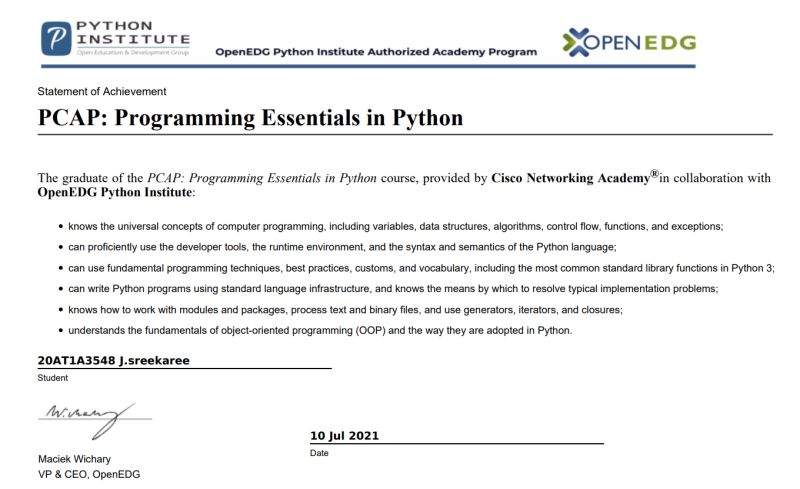 PYTHON
INSTITUTE
Open Education & Development Group
OpenEDG Python Institute Authorized Academy Program
OPENEDG
Statement of Achievement
PCAP: Programming Essentials in Python
The graduate of the PCAP: Programming Essentials in Python course, provided by Cisco Networking Academy®in collaboration with
OpenEDG Python Institute:
• knows the universal concepts of computer programming, including variables, data structures, algorithms, control flow, functions, and exceptions;
• can proficiently use the developer tools, the runtime environment, and the syntax and semantics of the Python language;
• can use fundamental programming techniques, best practices, customs, and vocabulary, including the most common standard library functions in Python 3;
• can write Python programs using standard language infrastructure, and knows the means by which to resolve typical implementation problems;
• knows how to work with modules and packages, process text and binary files, and use generators, iterators, and closures;
• understands the fundamentals of object-oriented programming (OOP) and the way they are adopted in Python.
20AT1A3548 J.sreekaree
Student
W.Wichary
10 Jul 2021
Date
Maciek Wichary
VP & CEO, OpenEDG